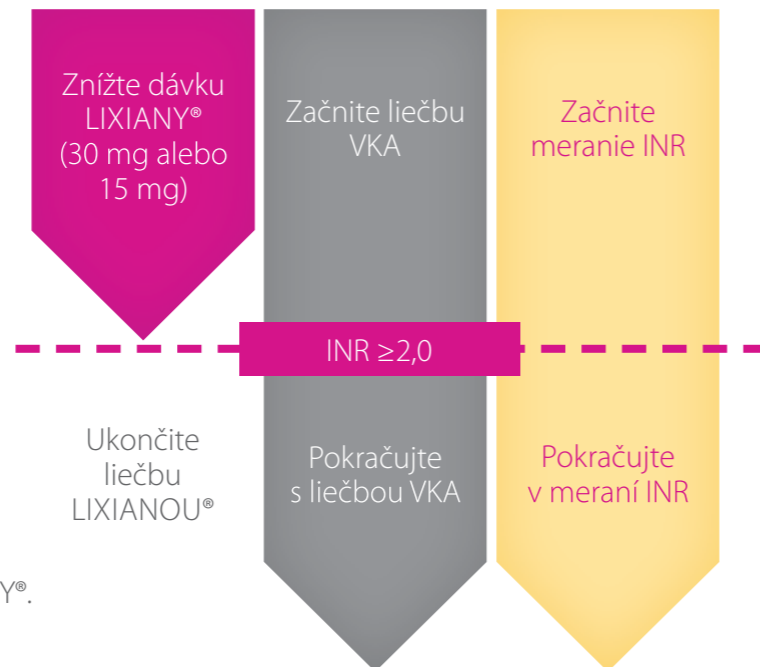 Znížte dávku
LIXIANY®
(30 mg alebo
15 mg)
Začnite liečbu
VKA
Začnite
meranie INR
INR ≥2,0
Ukončite
liečbu
LIXIANOU®
Pokračujte
s liečbou VKA
Pokračujte
v meraní INR
Y®.